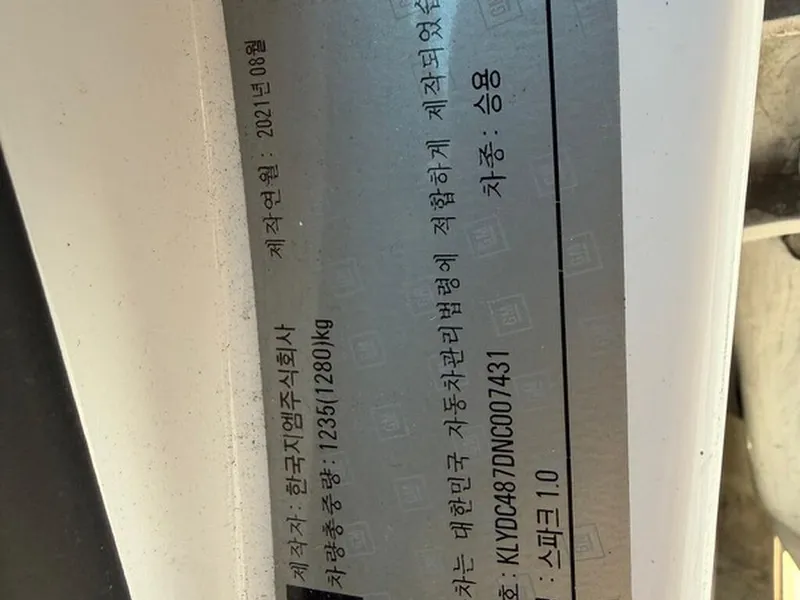 제작자: 한국지엠주식회사 제작연월: 2021년 08월
차량총중량: 1235(1280)kg
차는 대한민국 자동차관리법령에 적합하게 제작되었습
호: KLYDC487DNC007431 차종: 승용
: 스파크 1.0
GM